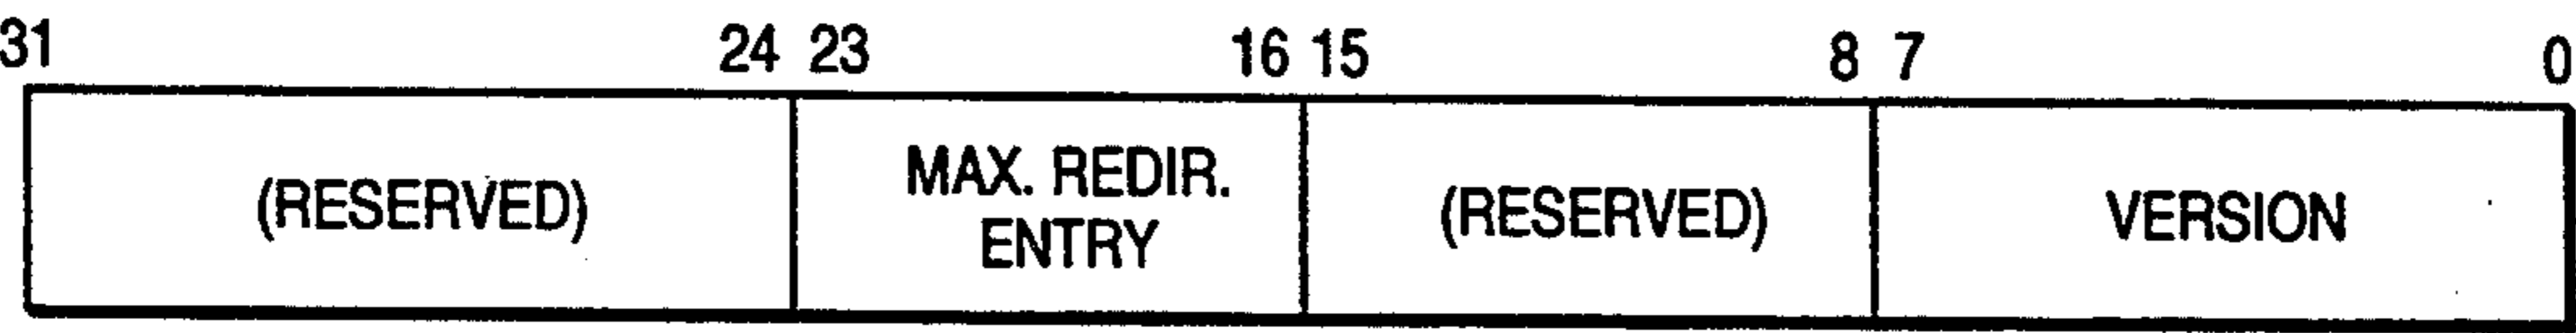 31 24 23 16 15 8 7 0
(RESERVED) MAX. REDIR. ENTRY (RESERVED) VERSION